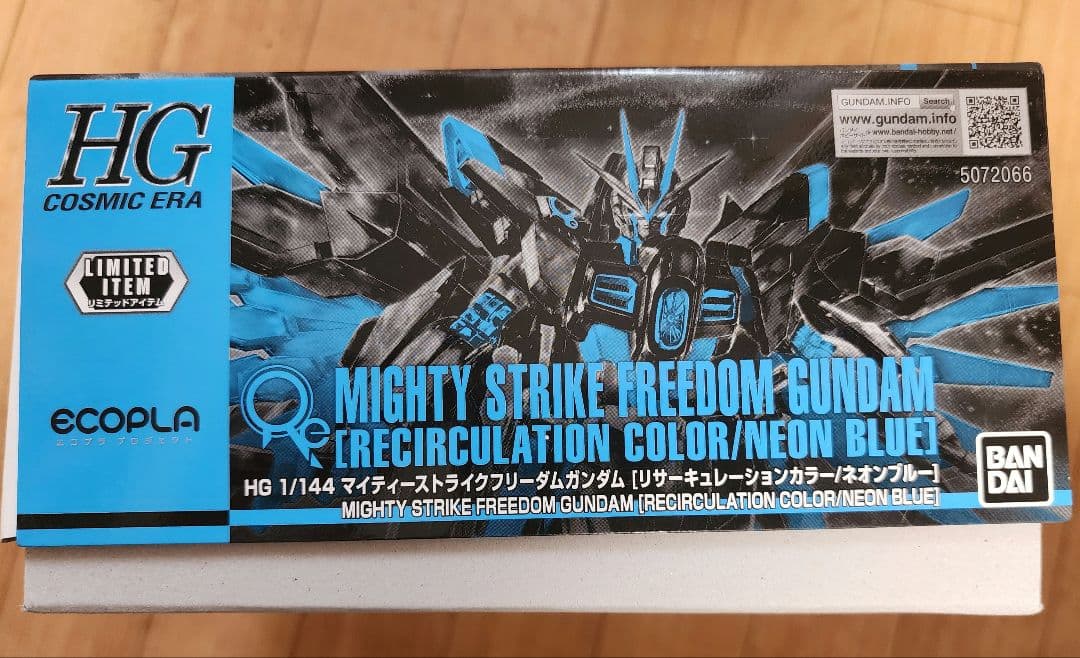 HG
COSMIC ERA
LIMITED
ITEM
リミテッドアイテム
ECOPLA
エコプラ プロジェクト
GUNDAM.INFO Search
www.gundam.info
www.bandai-hobby.net/
5072066
Re
MIGHTY STRIKE FREEDOM GUNDAM
[RECIRCULATION COLOR/NEON BLUE]
HG 1/144 マイティーストライクフリーダムガンダム [リサーキュレーションカラー/ネオンブルー]
MIGHTY STRIKE FREEDOM GUNDAM [RECIRCULATION COLOR/NEON BLUE]
BAN
DAI